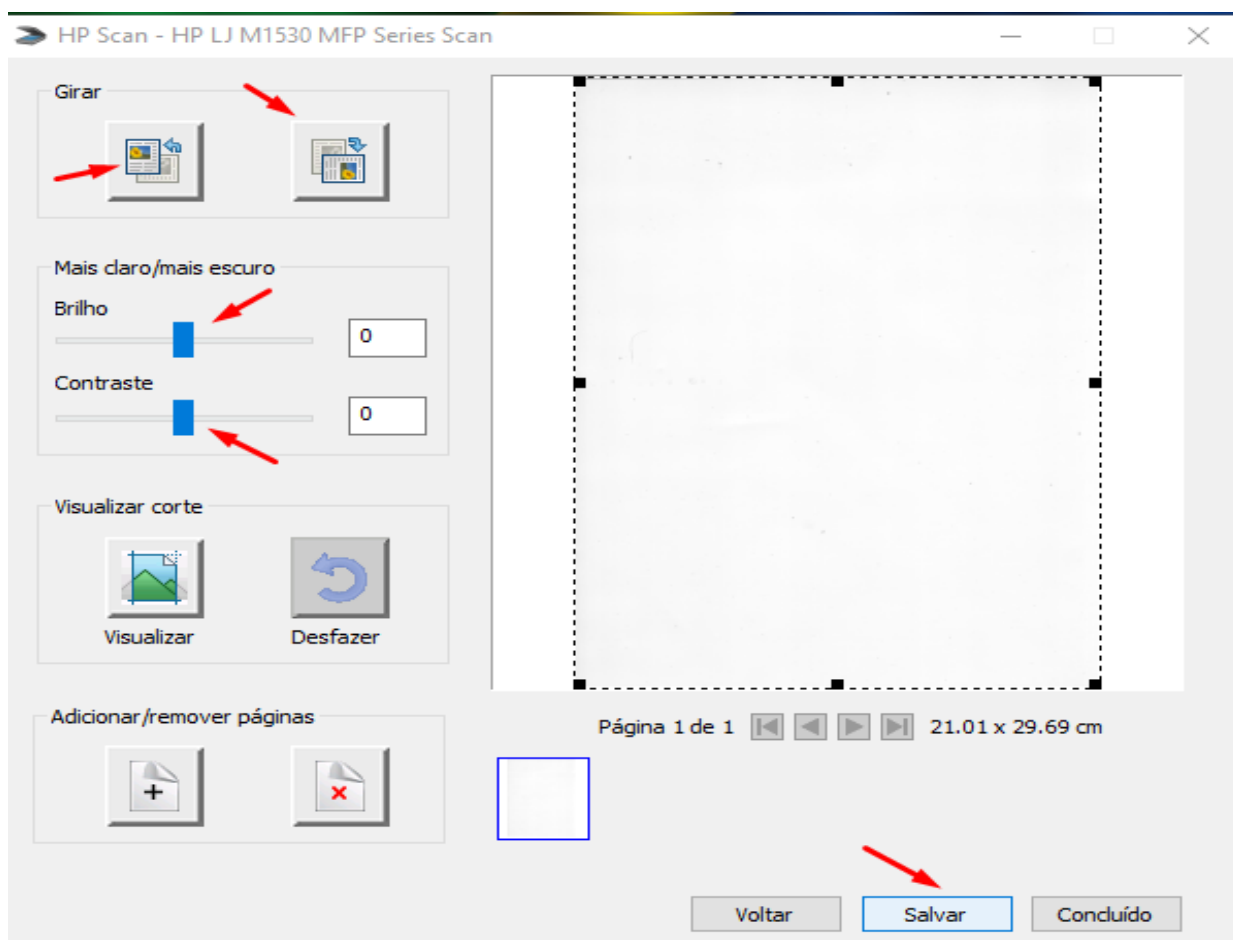 HP Scan - HP LJ M1530 MFP Series Scan
Girar
Mais claro/mais escuro
Brilho
0
Contraste
0
Visualizar corte
Visualizar
Desfazer
Adicionar/remover páginas
Página 1 de 1
21.01 x 29.69 cm
Voltar
Salvar
Concluído